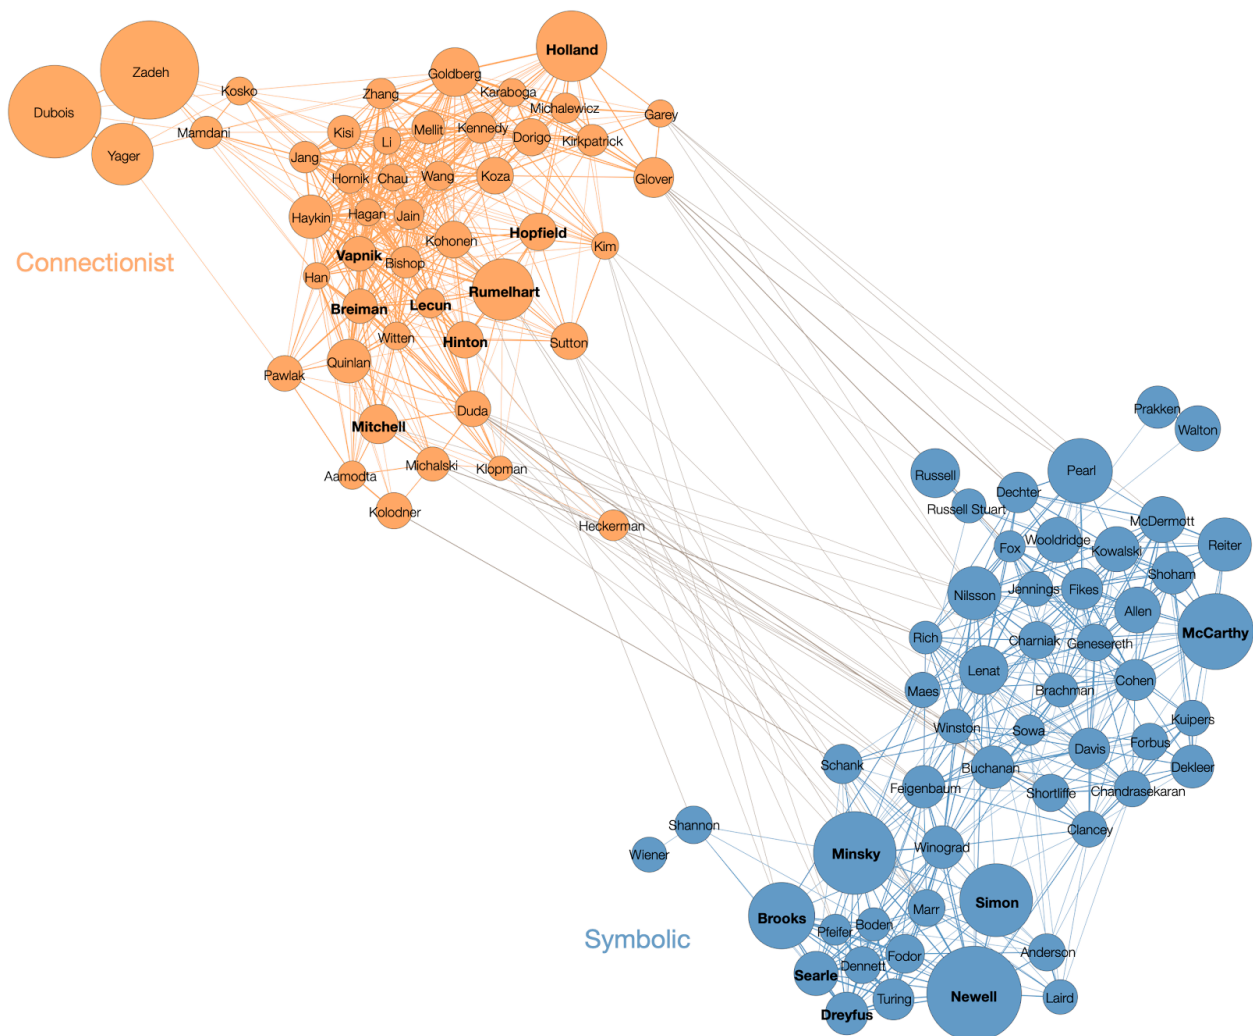 Holland
Zadeh
Goldberg
Kosko
Zhang
Karaboga
Dubois
Michalewicz
Garey
Mamdani
Kisi
Li
Mellit
Kennedy
Dorigo
Kirkpatrick
Yager
Jang
Hornik
Chau
Wang
Koza
Glover
Haykin
Hagan
Jain
Hopfield
Kohonen
Kim
Connectionist
Vapnik
Bishop
Han
Rumelhart
Breiman
Lecun
Witten
Hinton
Sutton
Quinlan
Pawlak
Duda
Mitchell
Prakken
Walton
Michalski
Klopman
Aamodta
Pearl
Russell
Dechter
Kolodner
Russell Stuart
Heckerman
McDermott
Fox
Wooldridge
Kowalski
Reiter
Shoham
Nilsson
Jennings
Fikes
Allen
McCarthy
Rich
Charniak
Genesereth
Lenat
Cohen
Maes
Brachman
Winston
Sowa
Kuipers
Davis
Forbus
Schank
Buchanan
Dekleer
Feigenbaum
Shortliffe
Chandrasekaran
Shannon
Clancey
Wiener
Minsky
Winograd
Simon
Marr
Brooks
Pfeifer
Boden
Symbolic
Anderson
Fodor
Dennett
Searle
Newell
Laird
Turing
Dreyfus